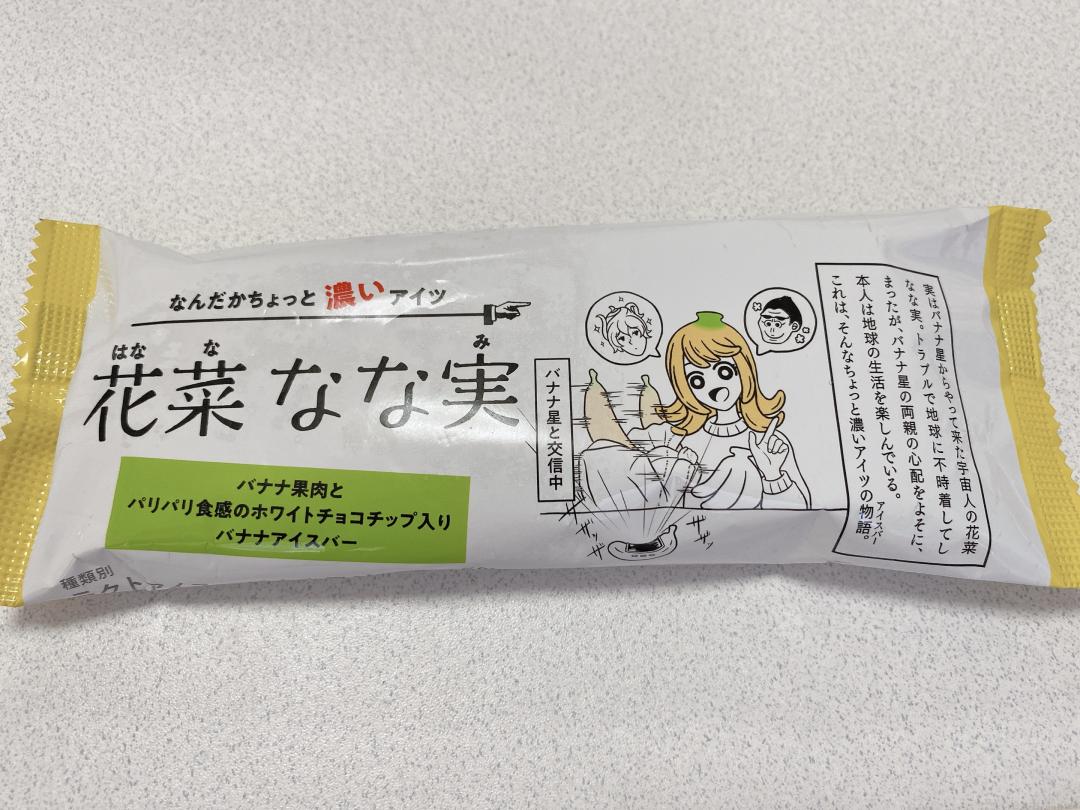 なんだかちょっと濃いアイツ
はな な み
花菜なな実
バナナ果肉と
パリパリ食感のホワイトチョコチップ入り
バナナアイスバー
種類別
バナナ星と交信中
実はバナナ星からやって来た宇宙人の花菜
なな実。トラブルで地球に不時着してし
まったが、バナナ星の両親の心配をよそに、
本人は地球の生活を楽しんでいる。
アイスバー
これは、そんなちょっと濃いアイツの物語。
ザザッ
ザザッ